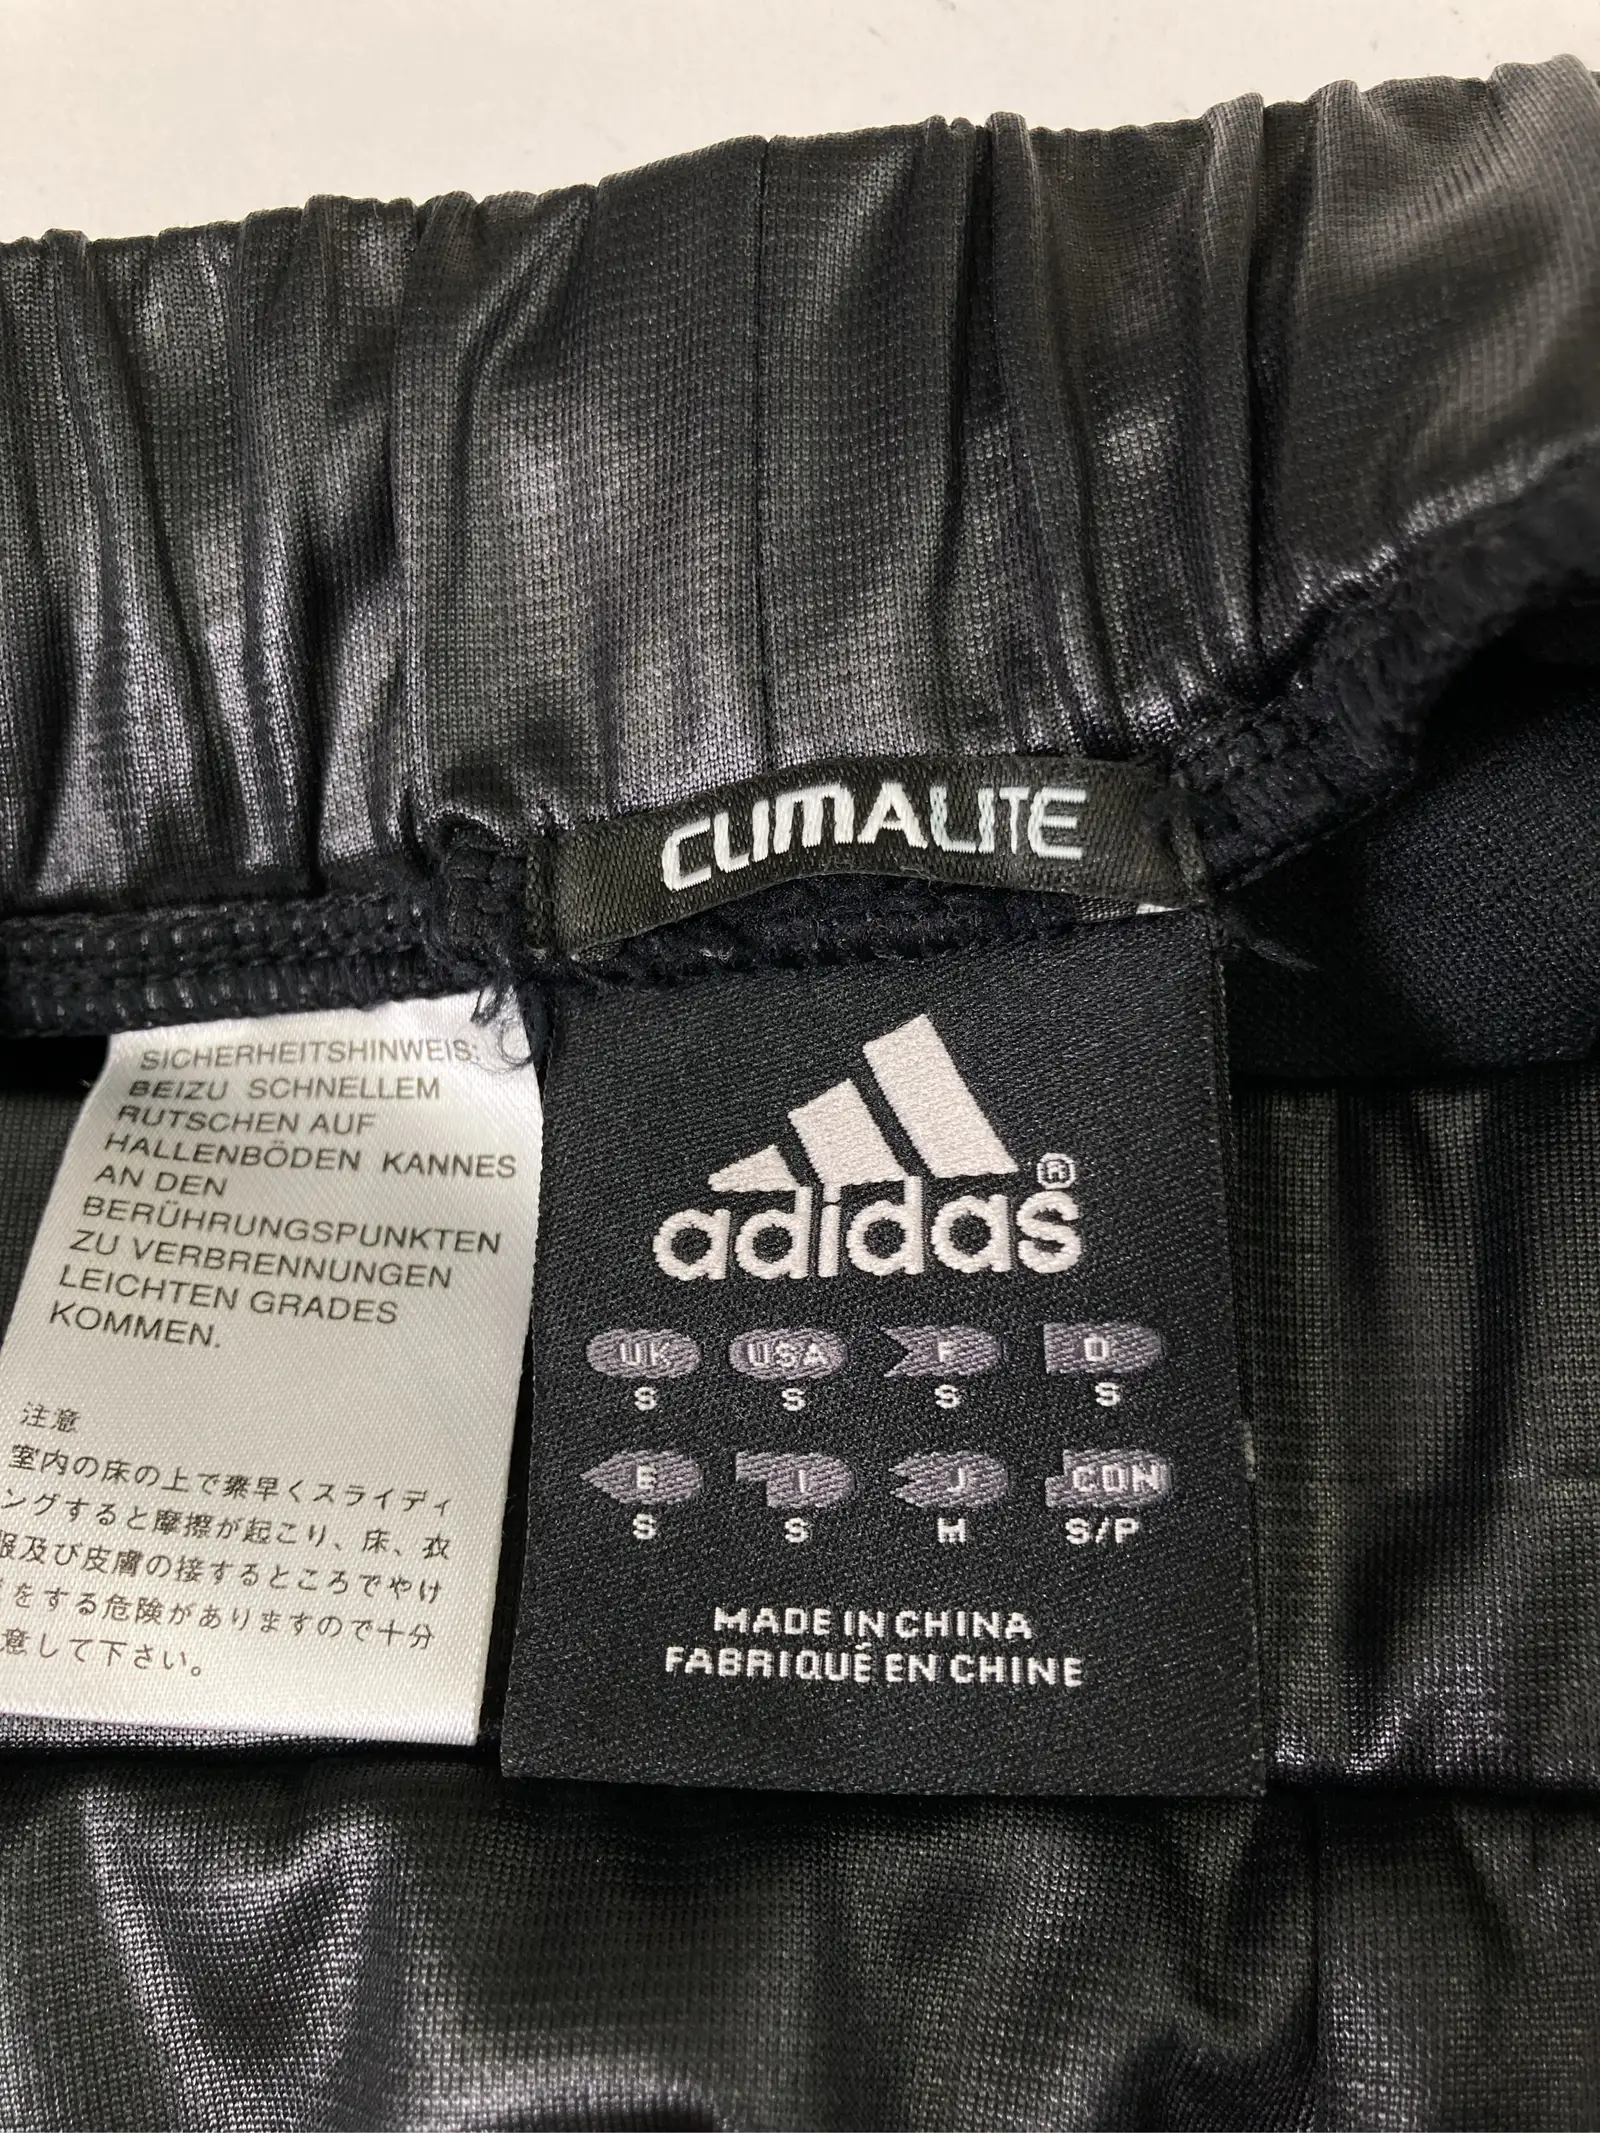 CLIMALITE
adidas®
UK USA F D
S S S S
E I J CDN
S S M S/P
MADE IN CHINA
FABRIQUÉ EN CHINE
SICHERHEITSHINWEIS:
BEIZU SCHNELLEM
RUTSCHEN AUF
HALLENBÖDEN KANNES
AN DEN
BERÜHRUNGSPUNKTEN
ZU VERBRENNUNGEN
LEICHTEN GRADES
KOMMEN.
注意
室内の床の上で素早くスライディ
ングすると摩擦が起こり、床、衣
服及び皮膚の接するところでやけ
をする危険がありますので十分
意して下さい。